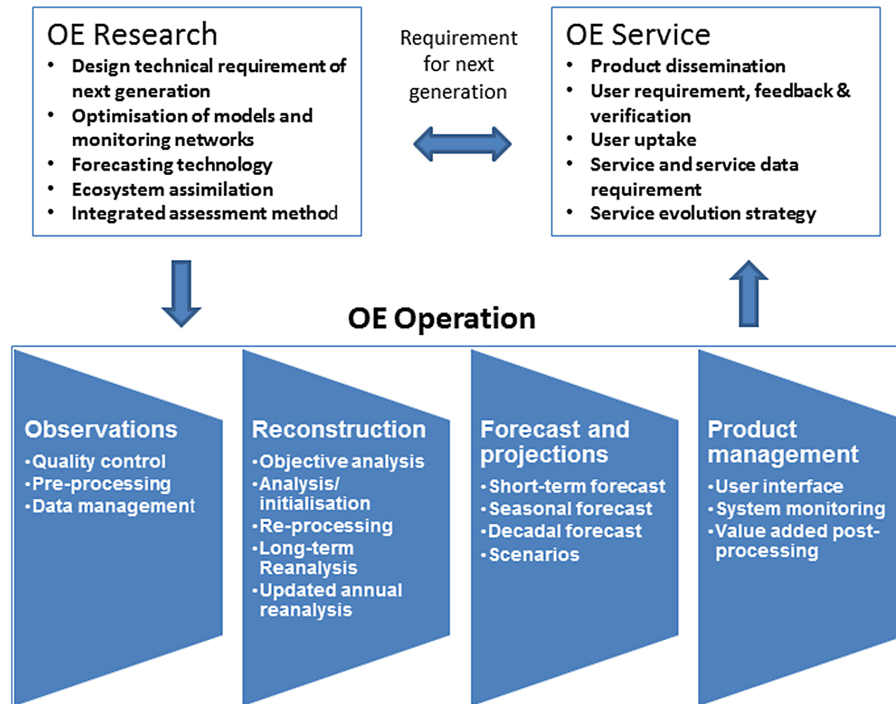 OE Research
• Design technical requirement of
next generation
• Optimisation of models and
monitoring networks
• Forecasting technology
• Ecosystem assimilation
• Integrated assessment method
Requirement
for next
generation
OE Service
• Product dissemination
• User requirement, feedback &
verification
• User uptake
• Service and service data
requirement
• Service evolution strategy
OE Operation
Observations
•Quality control
•Pre-processing
•Data management
Reconstruction
•Objective analysis
•Analysis/
initialisation
•Re-processing
•Long-term
Reanalysis
•Updated annual
reanalysis
Forecast and
projections
•Short-term forecast
•Seasonal forecast
•Decadal forecast
•Scenarios
Product
management
•User interface
•System monitoring
•Value added post-
processing